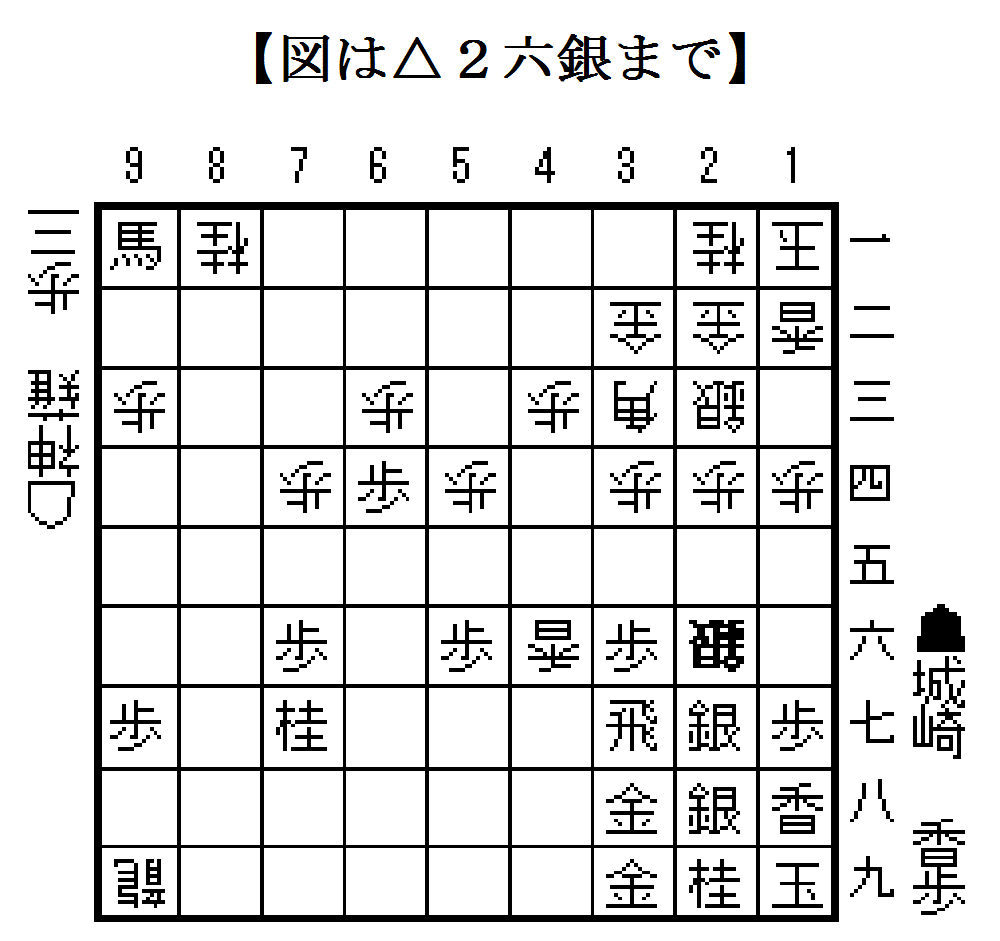 【図は△２六銀まで】
9 8 7 6 5 4 3 2 1
馬 桂 桂 玉 一
金 金 香 二
歩 歩 歩 角 銀 三
歩 歩 歩 歩 歩 歩 四
五
歩 歩 香 歩 銀 六
歩 桂 飛 銀 歩 七
金 銀 香 八
龍 金 桂 玉 九
☖神薙 歩三
☗城崎 香歩